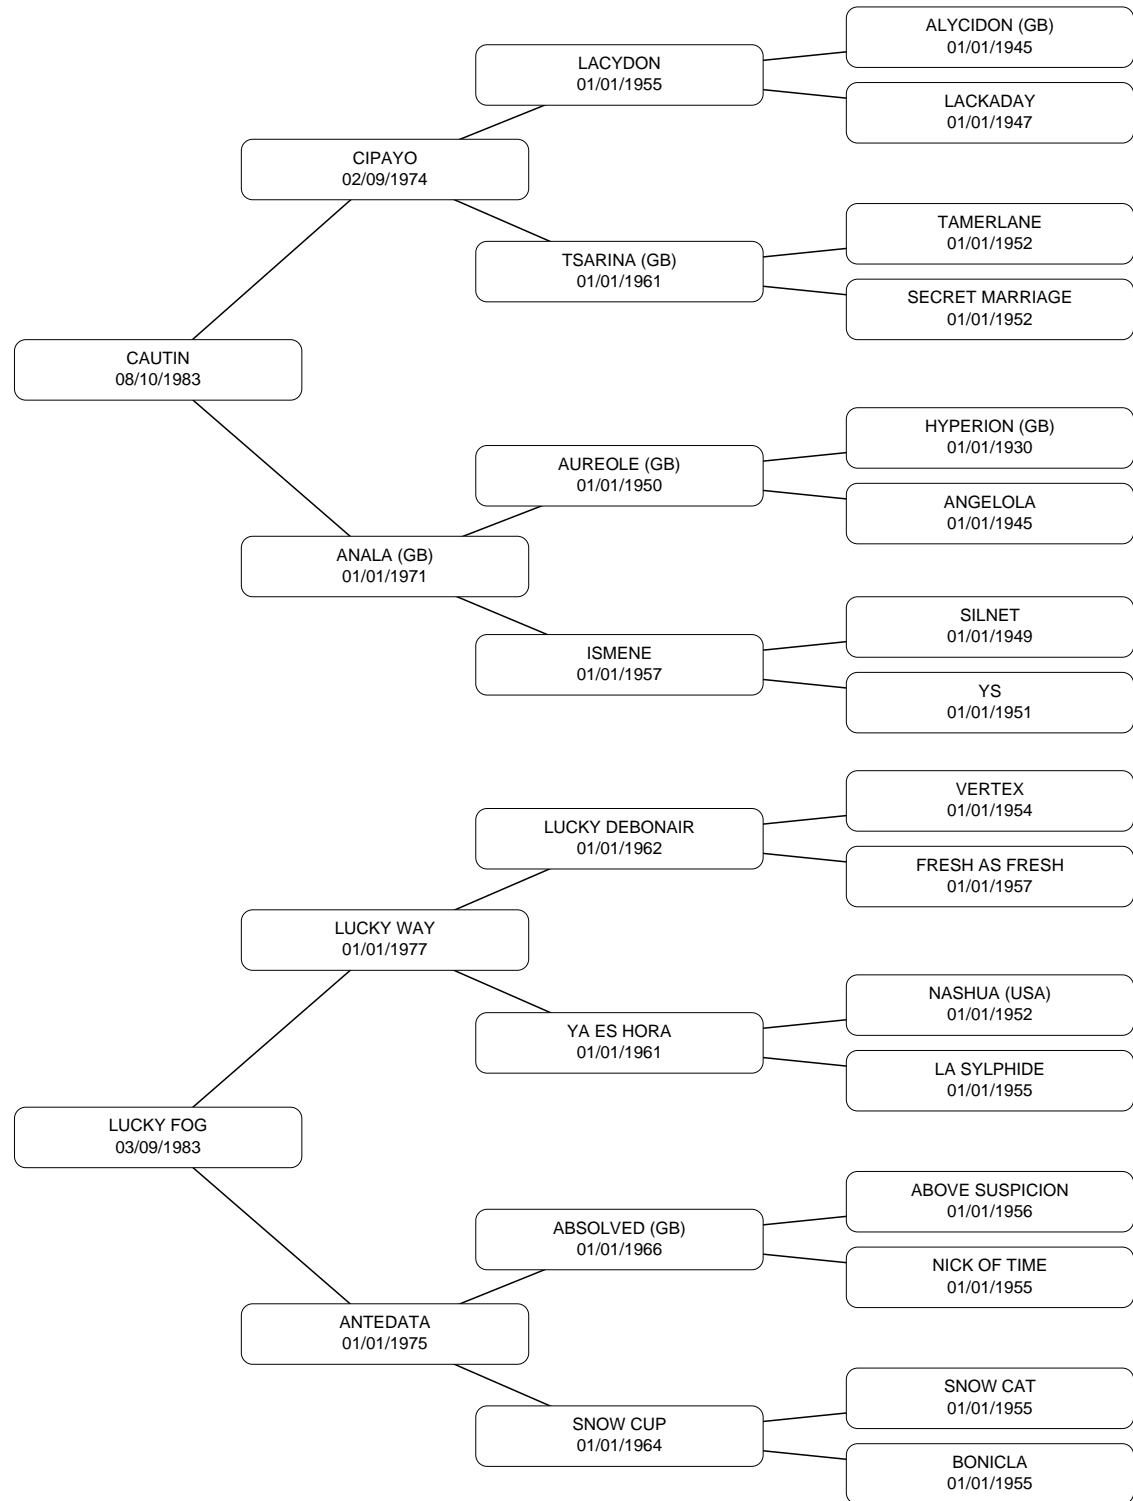 ALYCIDON (GB)
01/01/1945
LACYDON
01/01/1955
LACKADAY
01/01/1947
CIPAYO
02/09/1974
TAMERLANE
01/01/1952
TSARINA (GB)
01/01/1961
SECRET MARRIAGE
01/01/1952
CAUTIN
08/10/1983
HYPERION (GB)
01/01/1930
AUREOLE (GB)
01/01/1950
ANGELOLA
01/01/1945
ANALA (GB)
01/01/1971
SILNET
01/01/1949
ISMENE
01/01/1957
YS
01/01/1951
VERTEX
01/01/1954
LUCKY DEBONAIR
01/01/1962
FRESH AS FRESH
01/01/1957
LUCKY WAY
01/01/1977
NASHUA (USA)
01/01/1952
YA ES HORA
01/01/1961
LA SYLPHIDE
01/01/1955
LUCKY FOG
03/09/1983
ABOVE SUSPICION
01/01/1956
ABSOLVED (GB)
01/01/1966
NICK OF TIME
01/01/1955
ANTEDATA
01/01/1975
SNOW CAT
01/01/1955
SNOW CUP
01/01/1964
BONICLA
01/01/1955